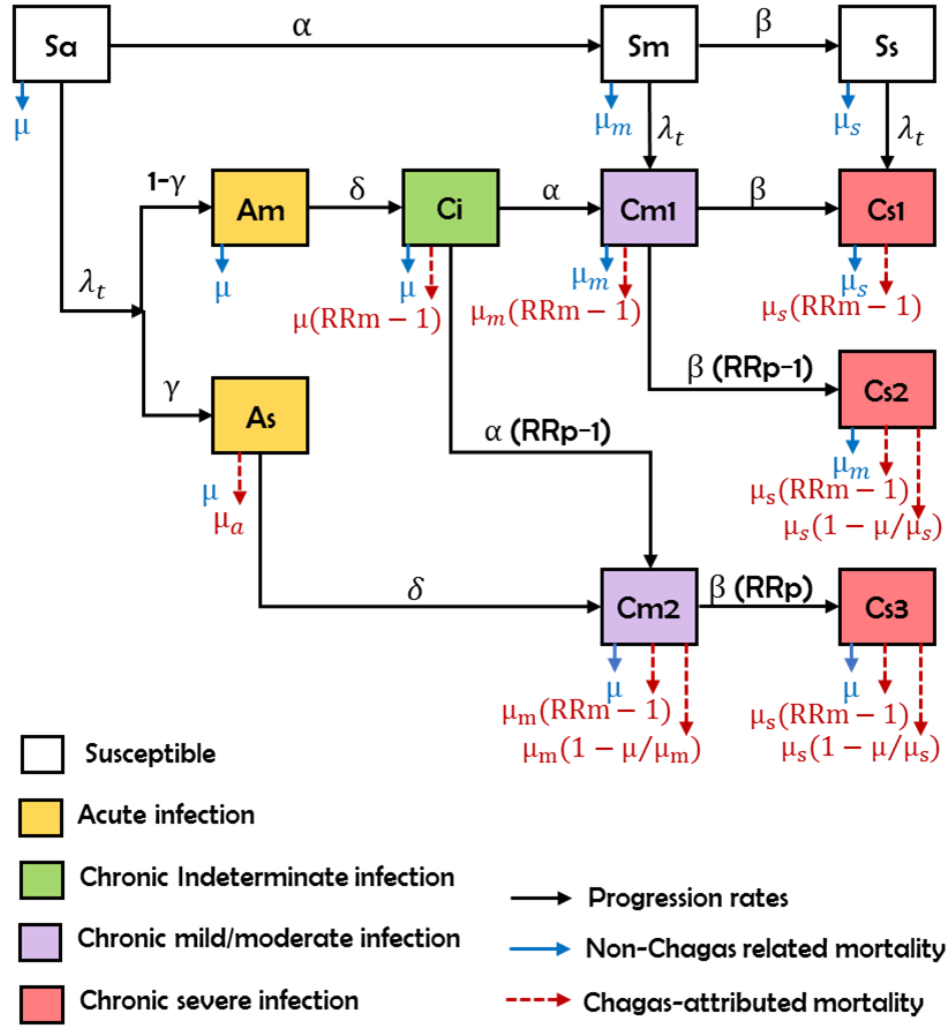 Sa
α
Sm
β
Ss
μ
μₘ
λₜ
μₛ
λₜ
1-γ
Am
δ
Ci
α
Cm1
β
Cs1
λₜ
μ
μ
μₘ
μₛ
μ(RRm − 1)
μₘ(RRm − 1)
μₛ(RRm − 1)
γ
As
β (RRp-1)
Cs2
α (RRp-1)
μ
μₐ
μₘ
μₛ(RRm − 1)
μₛ(1 − μ/μₛ)
δ
Cm2
β (RRp)
Cs3
μ
μ
μₘ(RRm − 1)
μₛ(RRm − 1)
μₘ(1 − μ/μₘ)
μₛ(1 − μ/μₛ)
Susceptible
Acute infection
Chronic Indeterminate infection
Chronic mild/moderate infection
Chronic severe infection
Progression rates
Non-Chagas related mortality
Chagas-attributed mortality